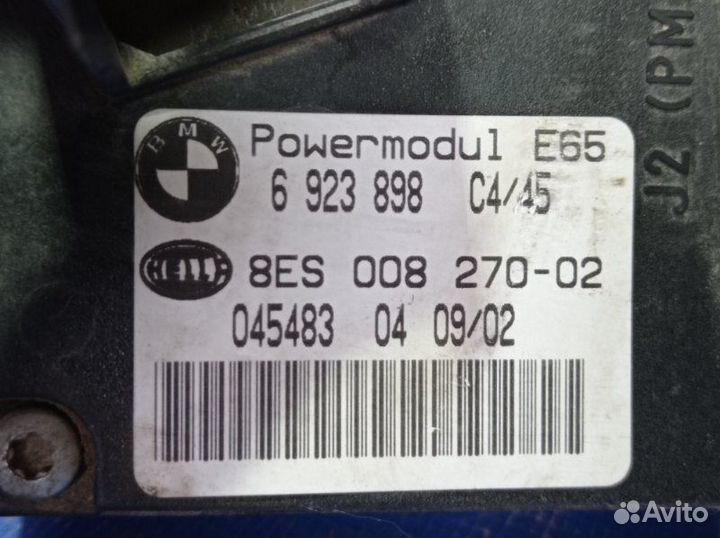 BMW
Powermodul E65
6 923 898 C4/45
HELLA
8ES 008 270-02
045483 04 09/02
J2 (PM
Avito